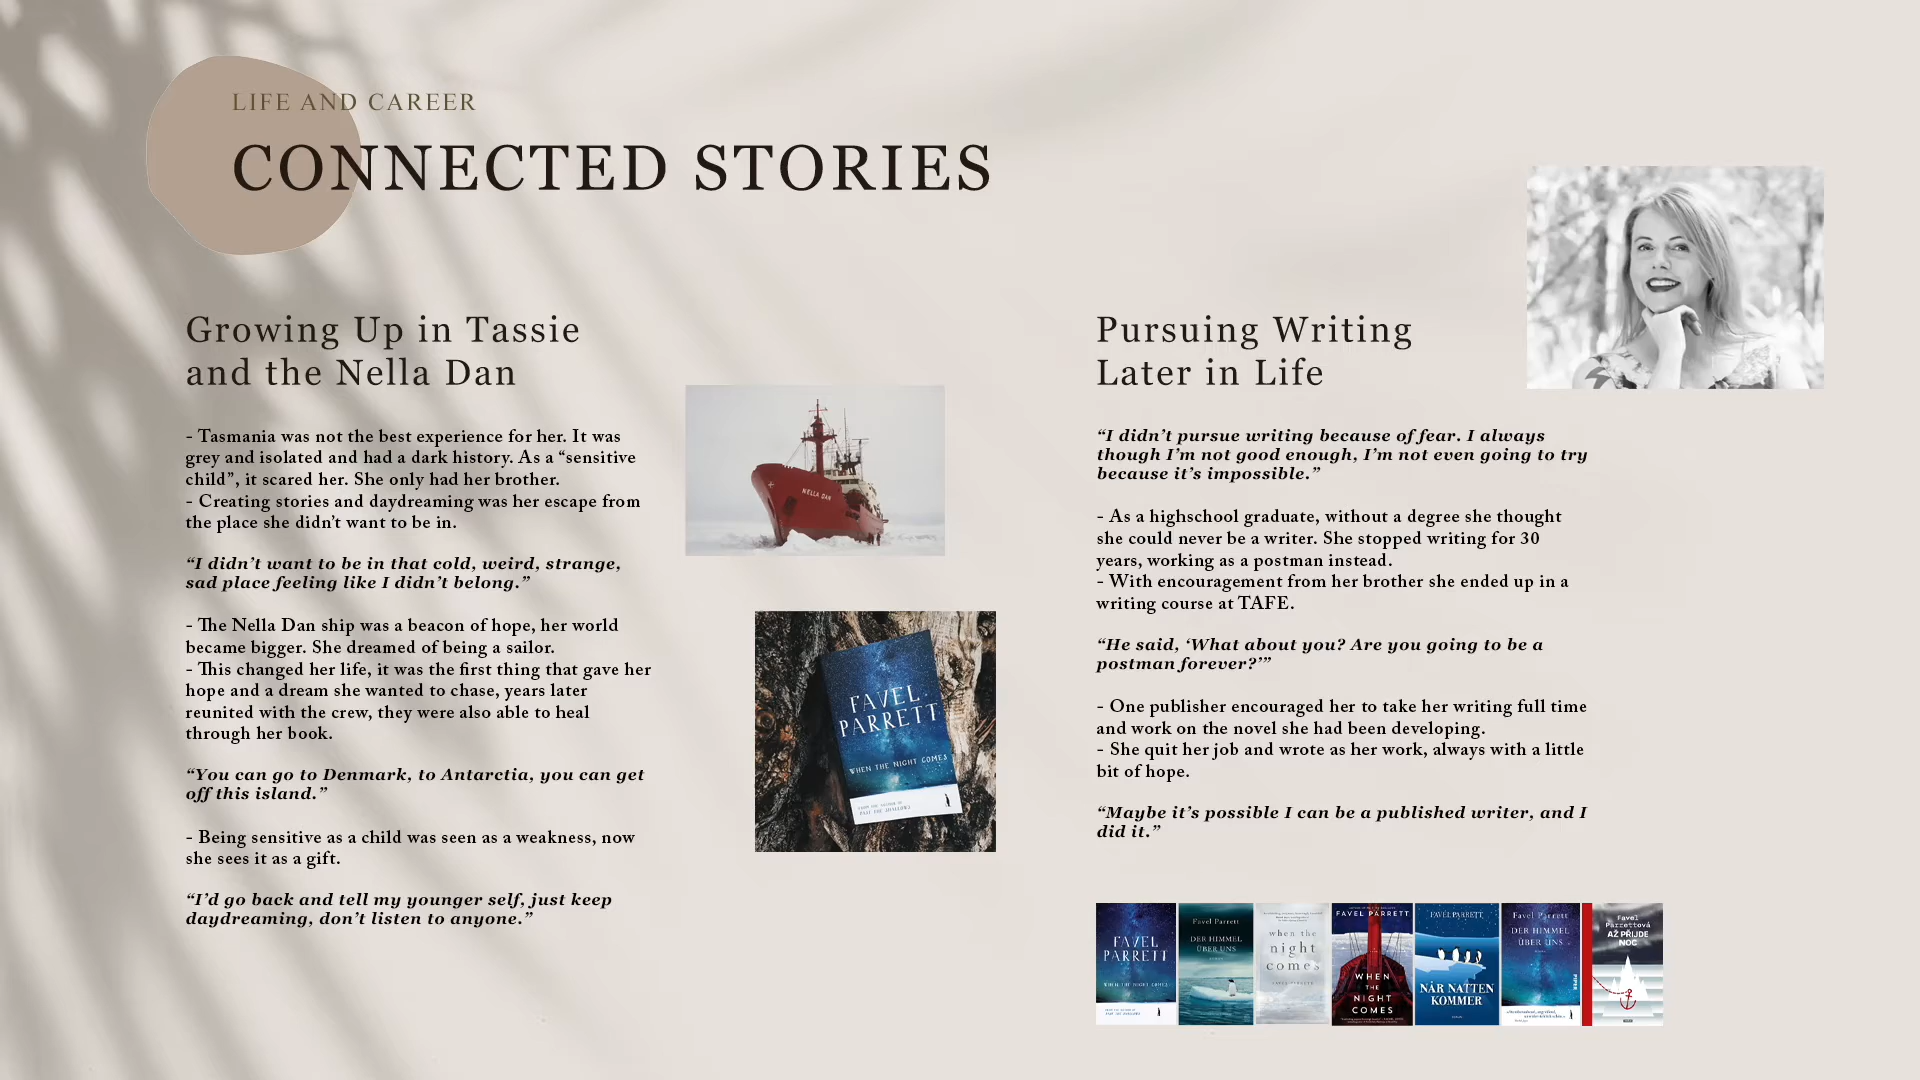 LIFE AND CAREER
CONNECTED STORIES
Growing Up in Tassie
and the Nella Dan
- Tasmania was not the best experience for her. It was
grey and isolated and had a dark history. As a “sensitive
child”, it scared her. She only had her brother.
- Creating stories and daydreaming was her escape from
the place she didn’t want to be in.
“I didn’t want to be in that cold, weird, strange,
sad place feeling like I didn’t belong.”
- The Nella Dan ship was a beacon of hope, her world
became bigger. She dreamed of being a sailor.
- This changed her life, it was the first thing that gave her
hope and a dream she wanted to chase, years later
reunited with the crew, they were also able to heal
through her book.
“You can go to Denmark, to Antarctia, you can get
off this island.”
- Being sensitive as a child was seen as a weakness, now
she sees it as a gift.
“I’d go back and tell my younger self, just keep
daydreaming, don’t listen to anyone.”
NELLA DAN
FAVEL
PARRETT
WHEN THE NIGHT COMES
FROM THE AUTHOR OF
PAST THE SHALLOWS
Pursuing Writing
Later in Life
“I didn’t pursue writing because of fear. I always
though I’m not good enough, I’m not even going to try
because it’s impossible.”
- As a highschool graduate, without a degree she thought
she could never be a writer. She stopped writing for 30
years, working as a postman instead.
- With encouragement from her brother she ended up in a
writing course at TAFE.
“He said, ‘What about you? Are you going to be a
postman forever?’”
- One publisher encouraged her to take her writing full time
and work on the novel she had been developing.
- She quit her job and wrote as her work, always with a little
bit of hope.
“Maybe it’s possible I can be a published writer, and I
did it.”
FAVEL
PARRETT
WHEN THE NIGHT COMES
Favel Parrett
DER HIMMEL
ÜBER UNS
when the
night
comes
FAVEL PARRETT
FAVEL PARRETT
WHEN
THE
NIGHT
COMES
FAVEL PARRETT
NÅR NATTEN
KOMMER
Favel Parrett
DER HIMMEL
ÜBER UNS
PIPER
Favel
Parrettová
AŽ PŘIJDE
NOC